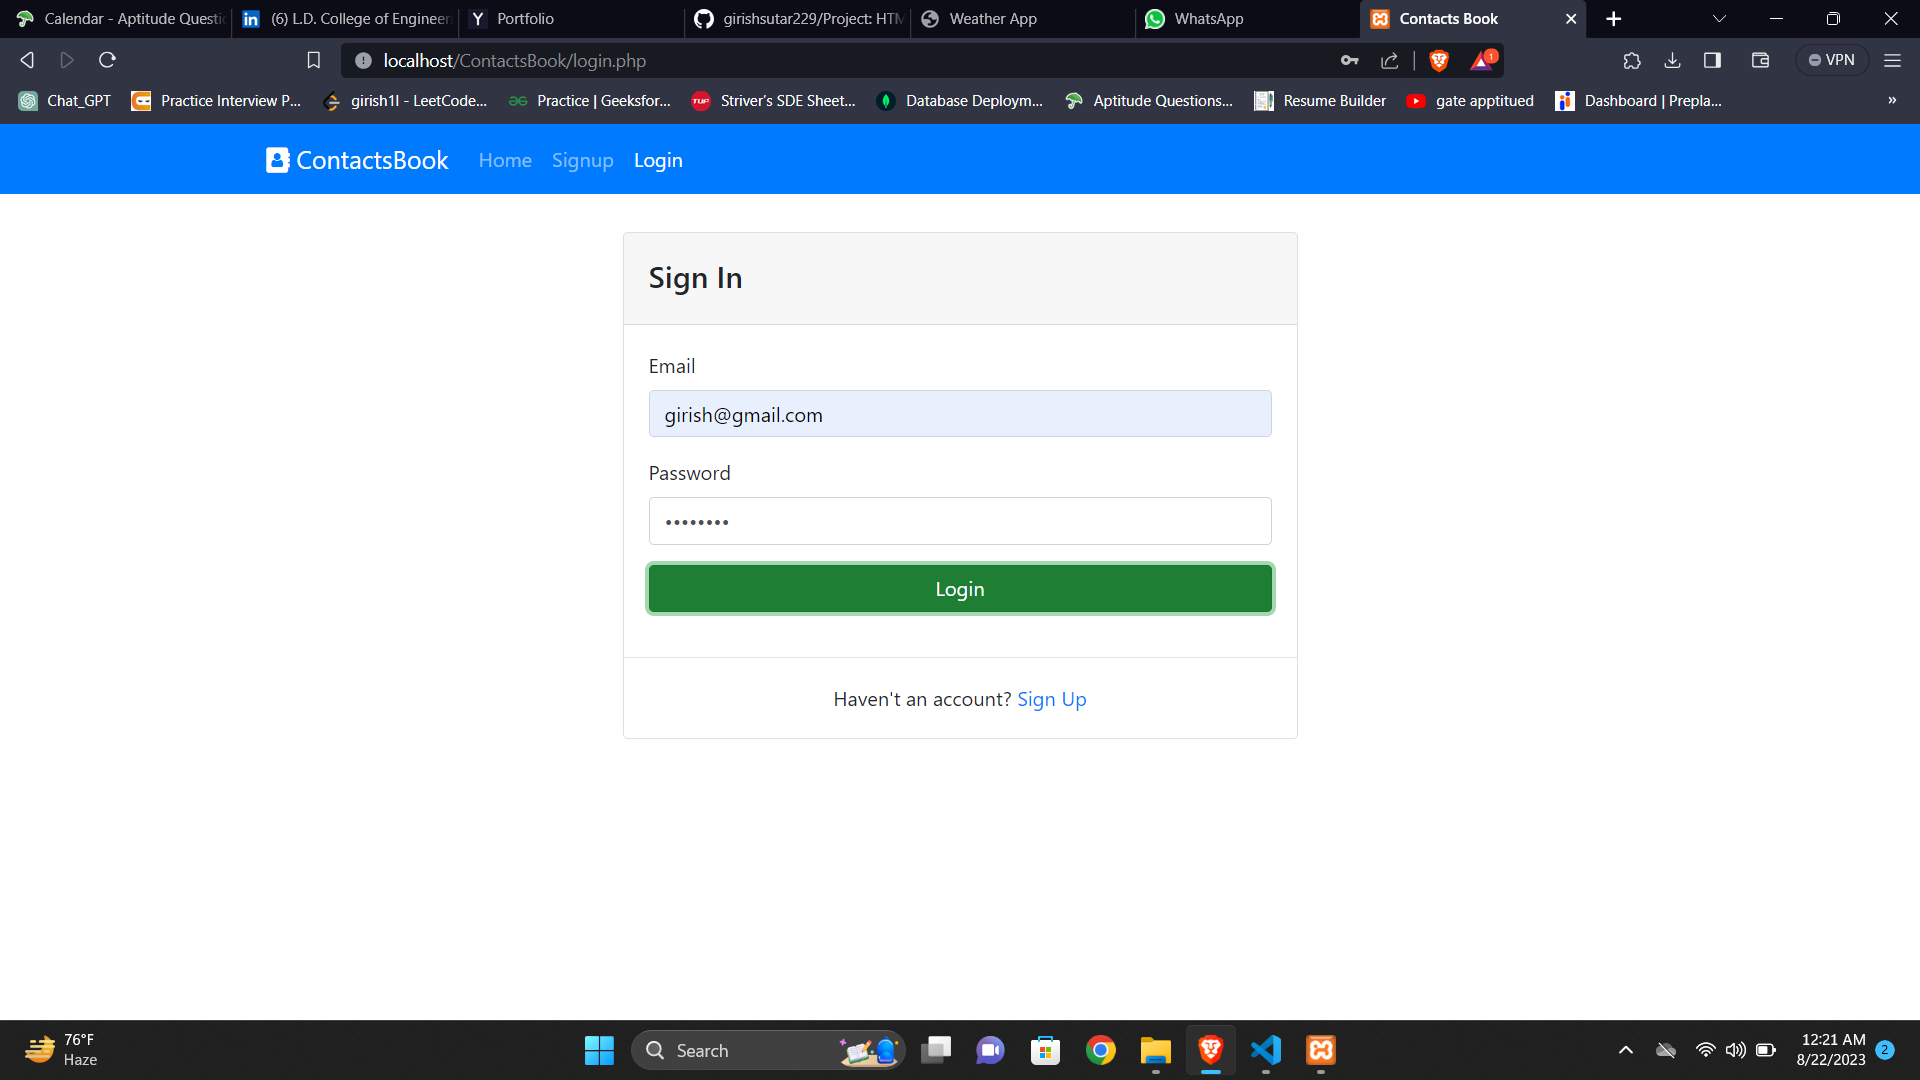 Calendar - Aptitude Questi
(6) L.D. College of Engineer
Portfolio
girishsutar229/Project: HTM
Weather App
WhatsApp
Contacts Book
localhost/ContactsBook/login.php
1
VPN
Chat_GPT
Practice Interview P...
girish1l - LeetCode...
Practice | Geeksfor...
Striver's SDE Sheet...
Database Deploym...
Aptitude Questions...
Resume Builder
gate apptitued
Dashboard | Prepla...
ContactsBook
Home
Signup
Login
Sign In
Email
girish@gmail.com
Password
Login
Haven't an account? Sign Up
76°F
Haze
Search
12:21 AM
8/22/2023
2